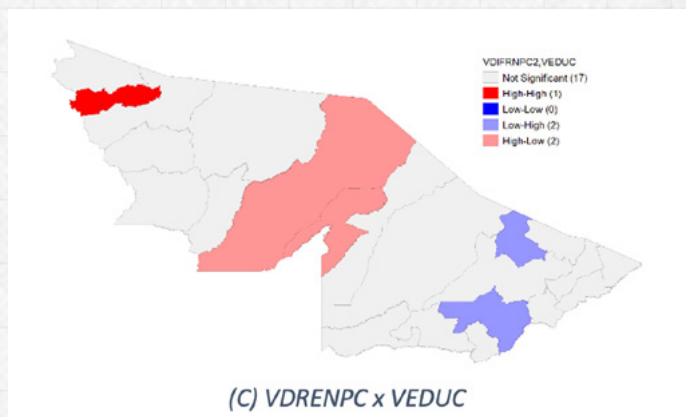 VDIFRNPC2,VEDUC
Not Significant (17)
High-High (1)
Low-Low (0)
Low-High (2)
High-Low (2)
(C) VDRENPC x VEDUC